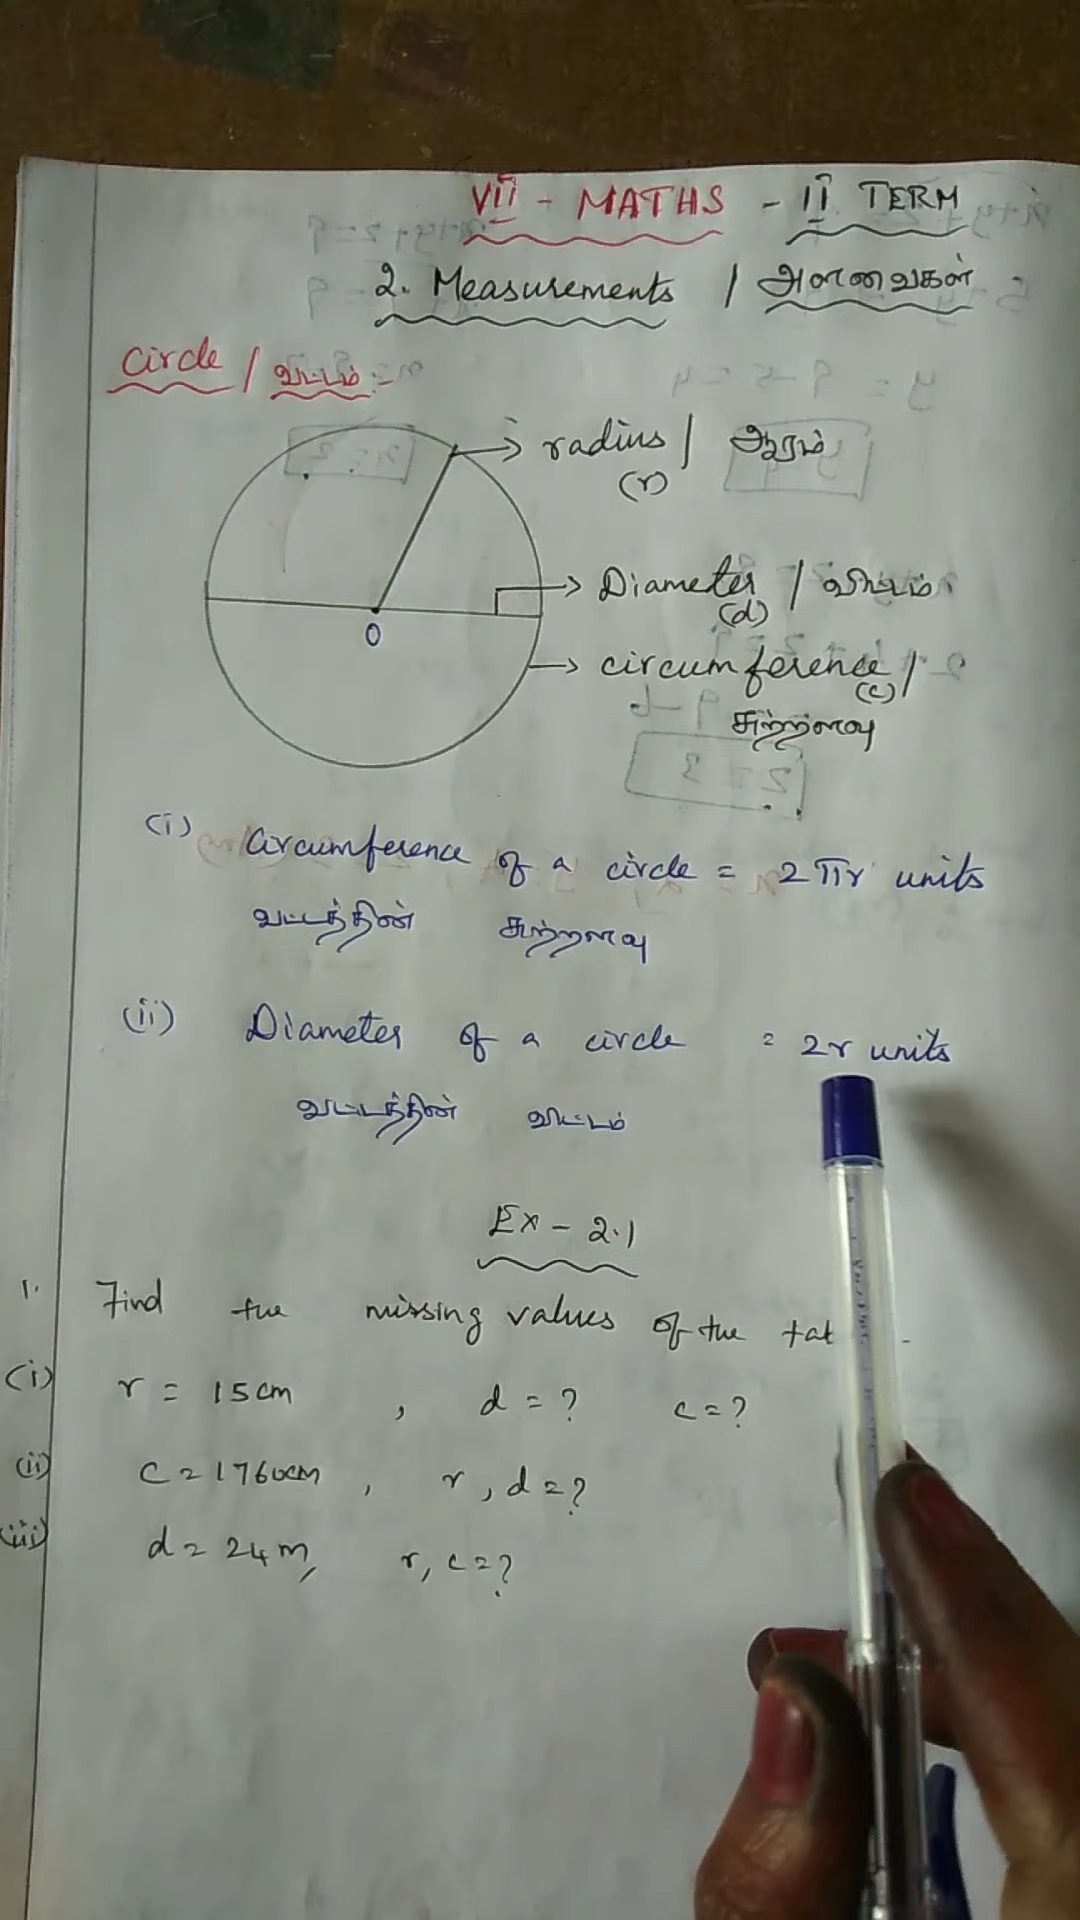 VII - MATHS - II TERM
2. Measurements / அளவைகள்
Circle / வட்டம் -
radius / ஆரம்
(r)
Diameter / விட்டம்
(d)
O
circumference /
(c)
சுற்றளவு
(i) Circumference of a circle = 2πr units
வட்டத்தின் சுற்றளவு
(ii) Diameter of a circle = 2r units
வட்டத்தின் விட்டம்
Ex - 2.1
1. Find the missing values of the
(i) r = 15cm , d = ? c = ?
(ii) C = 1760cm , r, d = ?
(iii) d = 24m, r, c = ?